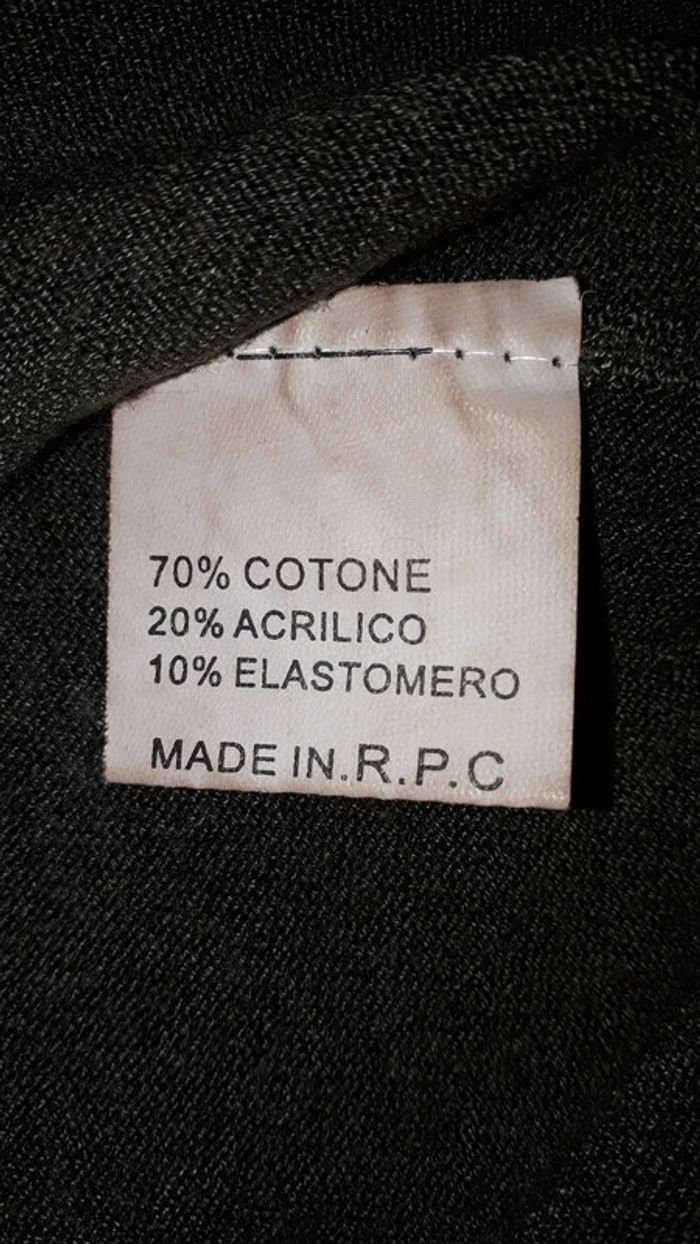 70% COTONE
20% ACRILICO
10% ELASTOMERO
MADE IN.R.P.C